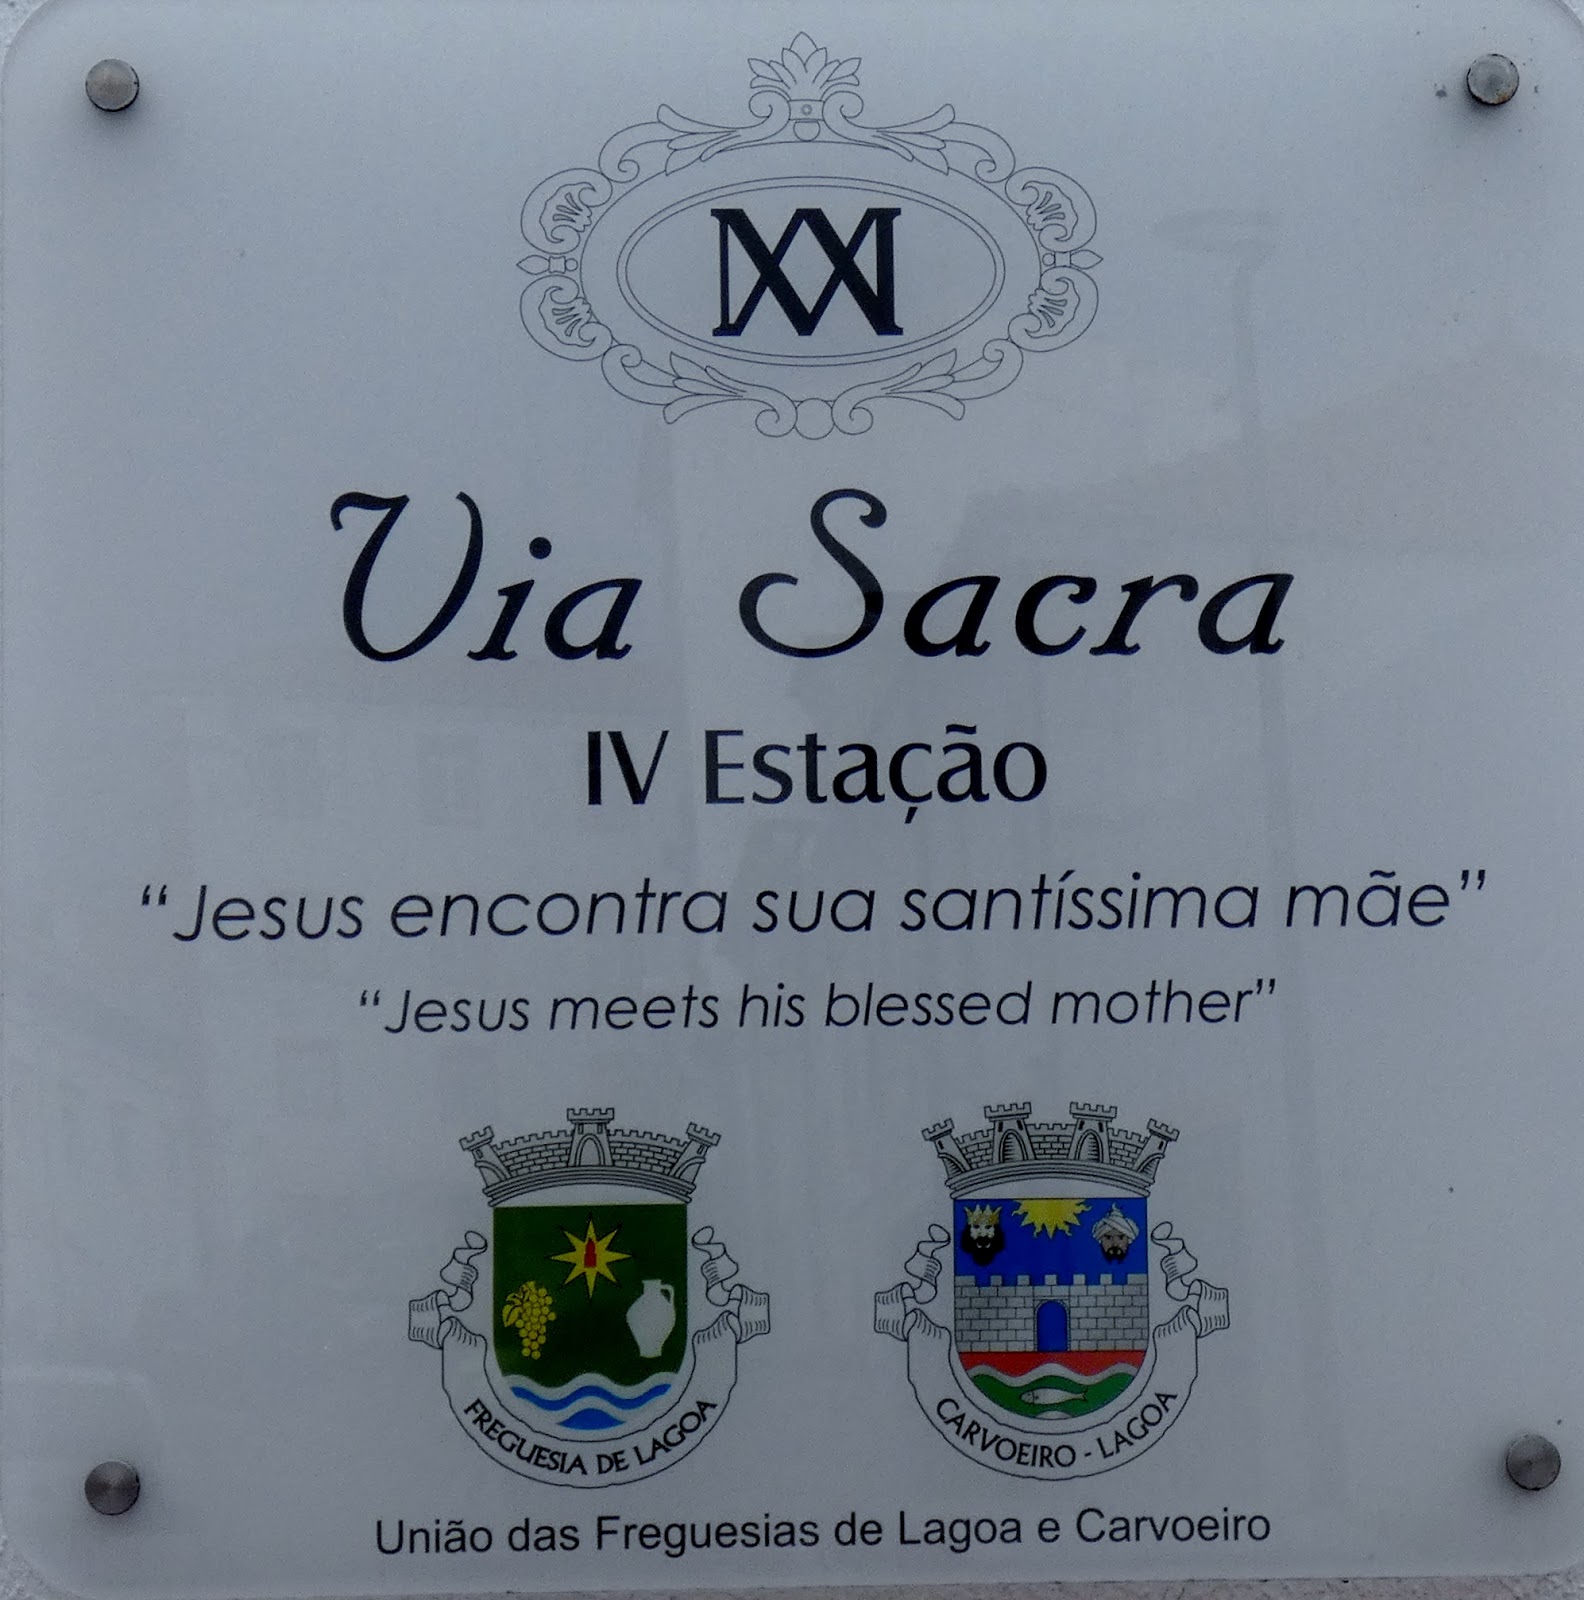 Via Sacra
IV Estação
“Jesus encontra sua santíssima mãe”
“Jesus meets his blessed mother”
FREGUESIA DE LAGOA
CARVOEIRO - LAGOA
União das Freguesias de Lagoa e Carvoeiro